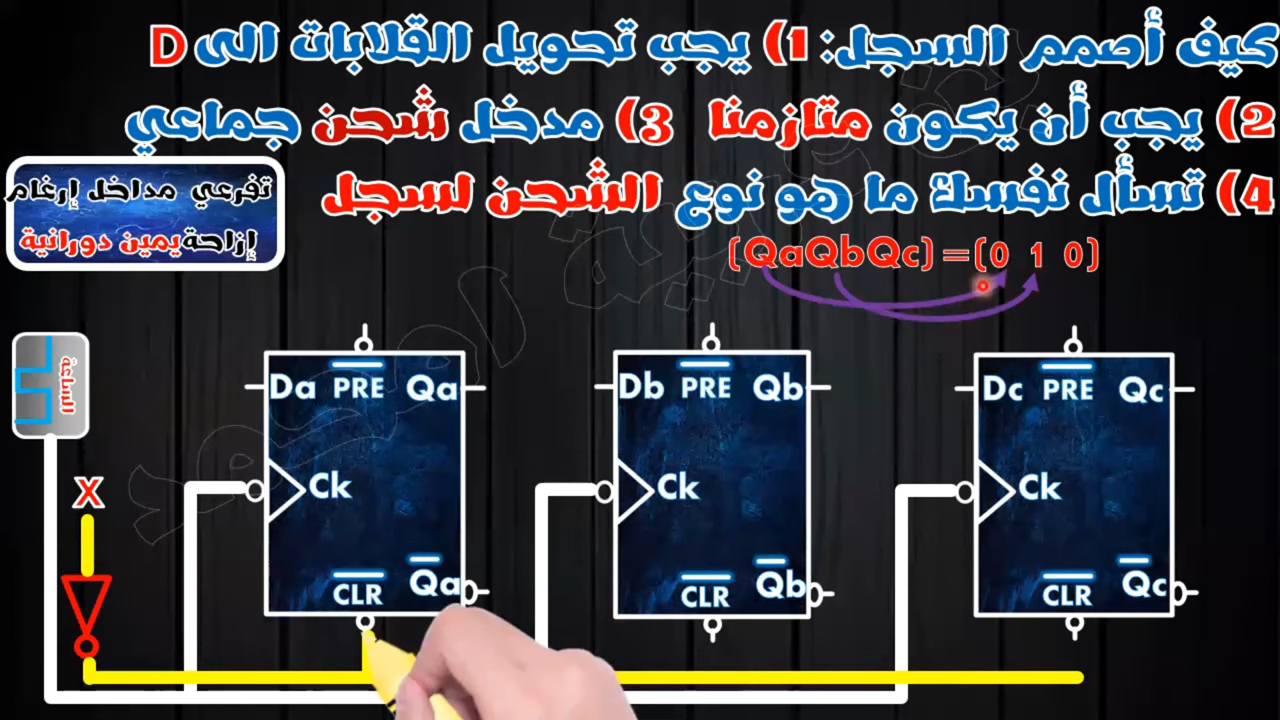 كيف أصمم السجل: 1) يجب تحويل القلابات الى D
2) يجب أن يكون متازمنا 3) مدخل شحن جماعي
4) تسأل نفسك ما هو نوع الشحن لسجل
تفرعي مداخل إرغام
إزاحة يمين دورانية
(QaQbQc)=(0 1 0)
الساعة
X
Da PRE Qa
Ck
CLR Qa
Db PRE Qb
Ck
CLR Qb
Dc PRE Qc
Ck
CLR Qc